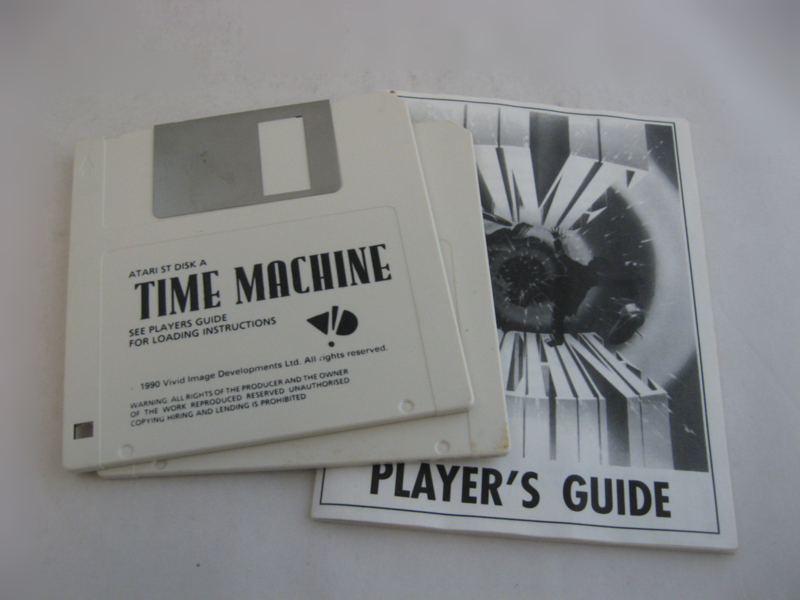 ATARI ST DISK A
TIME MACHINE
SEE PLAYERS GUIDE
FOR LOADING INSTRUCTIONS
1990 Vivid Image Developments Ltd. All rights reserved.
WARNING: ALL RIGHTS OF THE PRODUCER AND THE OWNER
OF THE WORK REPRODUCED RESERVED UNAUTHORISED
COPYING HIRING AND LENDING IS PROHIBITED
PLAYER'S GUIDE